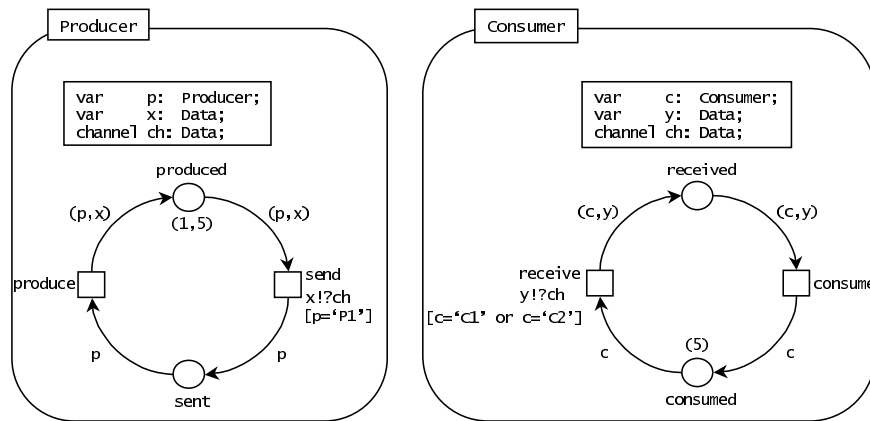 Producer
var p: Producer;
var x: Data;
channel ch: Data;
produced
(p,x)
(p,x)
(1,5)
produce
send
x!?ch
[p=‘P1’]
p
p
sent
Consumer
var c: Consumer;
var y: Data;
channel ch: Data;
received
(c,y)
(c,y)
receive
y!?ch
[c=‘C1’ or c=‘c2’]
consume
(5)
c
c
consumed